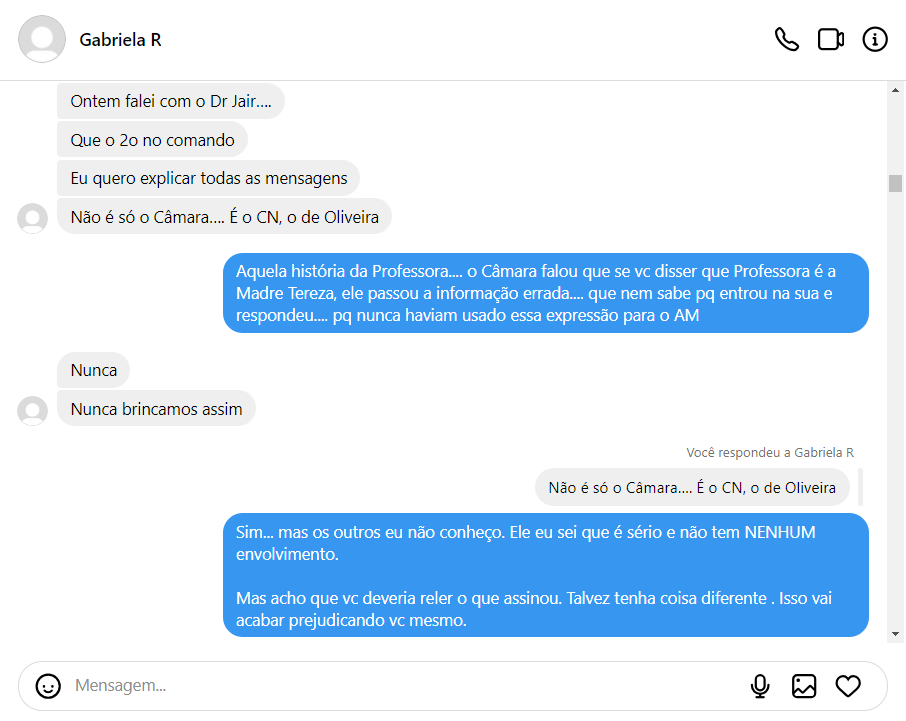 Gabriela R
Ontem falei com o Dr Jair....
Que o 2o no comando
Eu quero explicar todas as mensagens
Não é só o Câmara.... É o CN, o de Oliveira
Aquela história da Professora.... o Câmara falou que se vc disser que Professora é a
Madre Tereza, ele passou a informação errada.... que nem sabe pq entrou na sua e
respondeu.... pq nunca haviam usado essa expressão para o AM
Nunca
Nunca brincamos assim
Você respondeu a Gabriela R
Não é só o Câmara.... É o CN, o de Oliveira
Sim... mas os outros eu não conheço. Ele eu sei que é sério e não tem NENHUM
envolvimento.
Mas acho que vc deveria reler o que assinou. Talvez tenha coisa diferente . Isso vai
acabar prejudicando vc mesmo.
Mensagem...